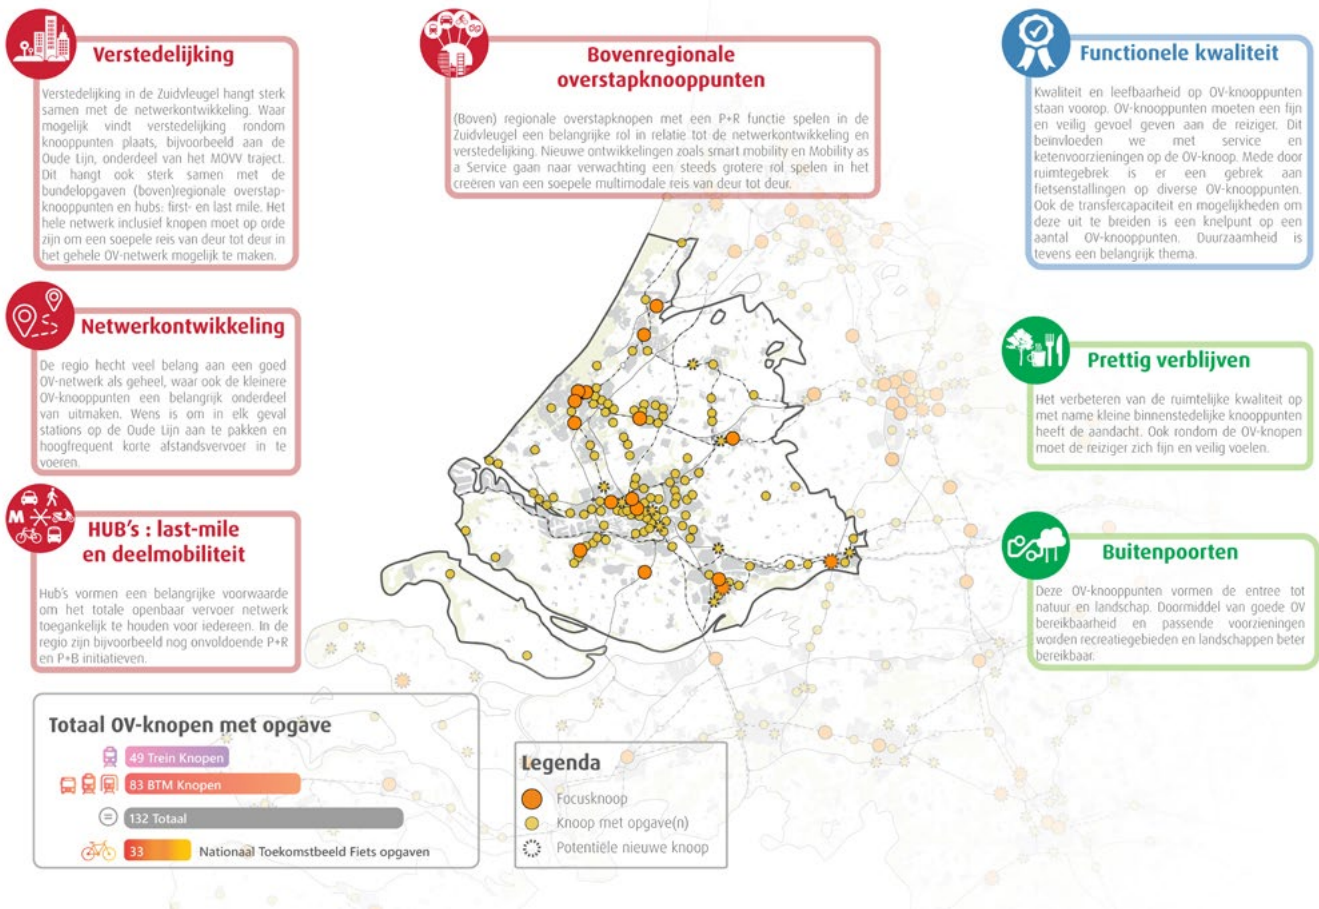 Verstedelijking
Verstedelijking in de Zuidvleugel hangt sterk
samen met de netwerkontwikkeling. Waar
mogelijk vindt verstedelijking rondom
knooppunten plaats, bijvoorbeeld aan de
Oude Lijn, onderdeel van het MOVV traject.
Dit hangt ook sterk samen met de
bundelopgaven (boven)regionale overstap-
knooppunten en hubs: first- en last mile. Het
hele netwerk inclusief knopen moet op orde
zijn om een soepele reis van deur tot deur in
het gehele OV-netwerk mogelijk te maken.
Netwerkontwikkeling
De regio hecht veel belang aan een goed
OV-netwerk als geheel, waar ook de kleinere
OV-knooppunten een belangrijk onderdeel
van uitmaken. Wens is om in elk geval
stations op de Oude Lijn aan te pakken en
hoogfrequent korte afstandsvervoer in te
voeren.
M
HUB's : last-mile
en deelmobiliteit
Hub's vormen een belangrijke voorwaarde
om het totale openbaar vervoer netwerk
toegankelijk te houden voor iedereen. In de
regio zijn bijvoorbeeld nog onvoldoende P+R
en P+B initiatieven.
Bovenregionale
overstapknooppunten
(Boven) regionale overstapknopen met een P+R functie spelen in de
Zuidvleugel een belangrijke rol in relatie tot de netwerkontwikkeling en
verstedelijking. Nieuwe ontwikkelingen zoals smart mobility en Mobility as
a Service gaan naar verwachting een steeds grotere rol spelen in het
creëren van een soepele multimodale reis van deur tot deur.
Functionele kwaliteit
Kwaliteit en leefbaarheid op OV-knooppunten
staan voorop. OV-knooppunten moeten een fijn
en veilig gevoel geven aan de reiziger. Dit
beïnvloeden we met service en
ketenvoorzieningen op de OV-knoop. Mede door
ruimtegebrek is er een gebrek aan
fietsenstallingen op diverse OV-knooppunten.
Ook de transfercapaciteit en mogelijkheden om
deze uit te breiden is een knelpunt op een
aantal OV-knooppunten. Duurzaamheid is
tevens een belangrijk thema.
Prettig verblijven
Het verbeteren van de ruimtelijke kwaliteit op
met name kleine binnenstedelijke knooppunten
heeft de aandacht. Ook rondom de OV-knopen
moet de reiziger zich fijn en veilig voelen.
Buitenpoorten
Deze OV-knooppunten vormen de entree tot
natuur en landschap. Doormiddel van goede OV
bereikbaarheid en passende voorzieningen
worden recreatiegebieden en landschappen beter
bereikbaar.
Totaal OV-knopen met opgave
49 Trein Knopen
83 BTM Knopen
= 132 Totaal
33 Nationaal Toekomstbeeld Fiets opgaven
Legenda
Focusknoop
Knoop met opgave(n)
Potentiële nieuwe knoop